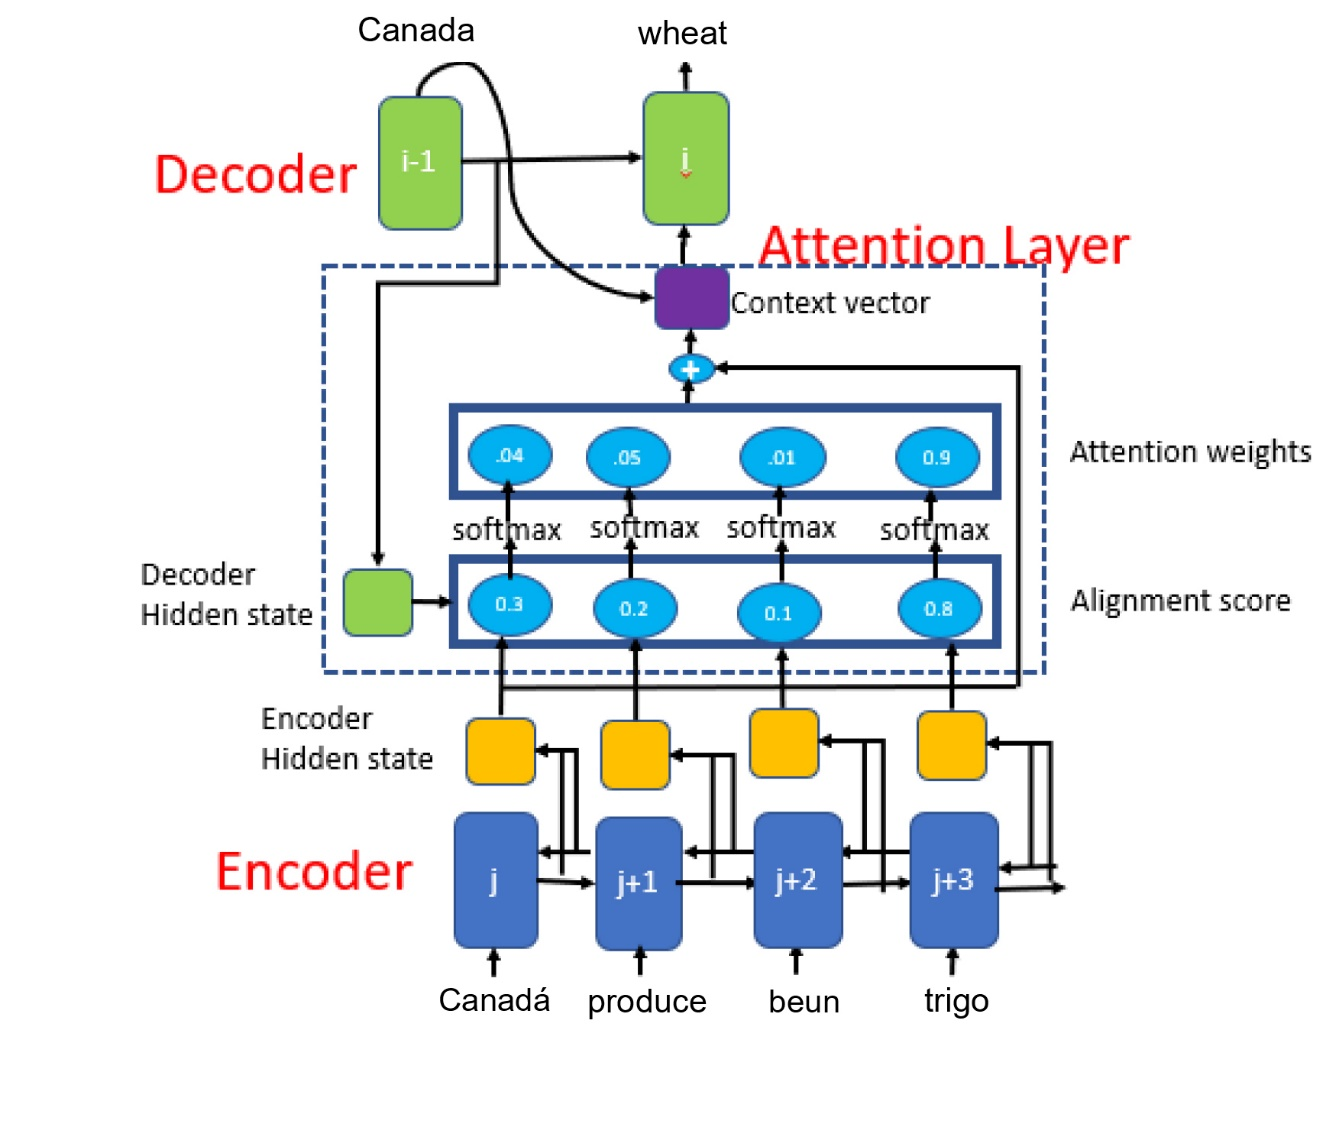 Canada
wheat
i-1
i
Decoder
Attention Layer
Context vector
+
.04
.05
.01
0.9
Attention weights
softmax
softmax
softmax
softmax
Decoder
Hidden state
0.3
0.2
0.1
0.8
Alignment score
Encoder
Hidden state
Encoder
j
j+1
j+2
j+3
Canadá
produce
beun
trigo